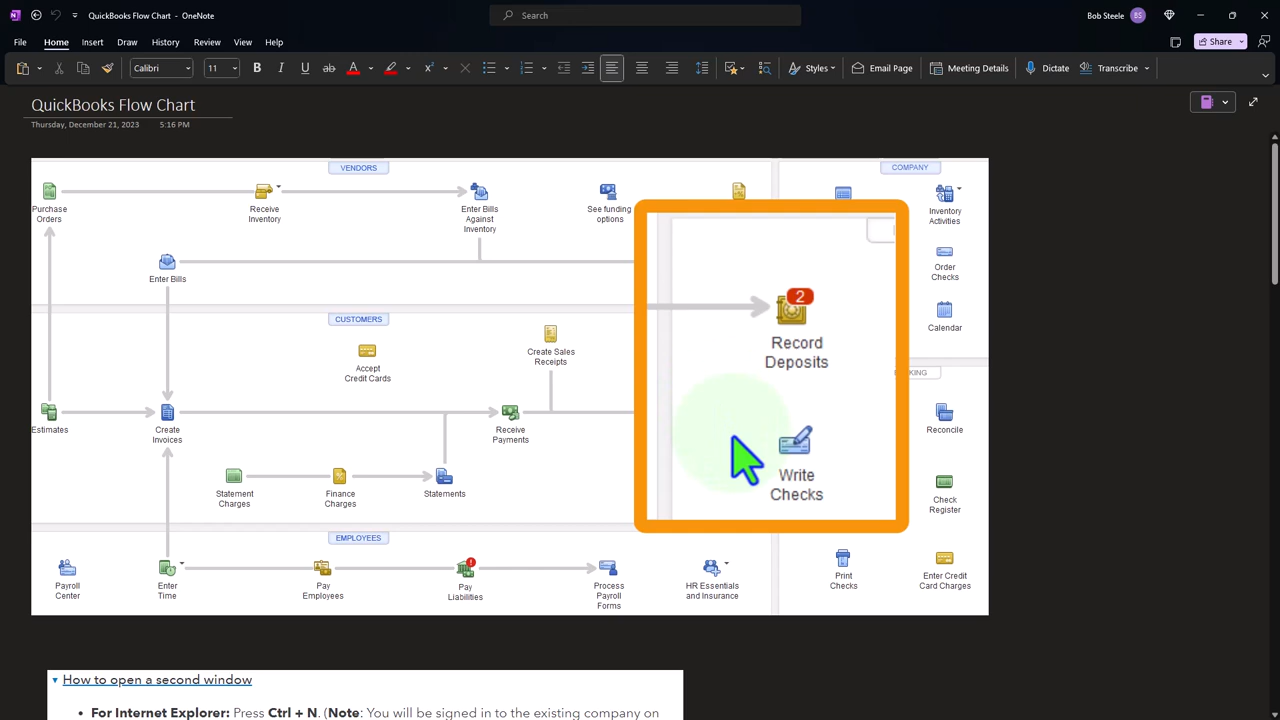 QuickBooks Flow Chart - OneNote
Search
Bob Steele
BS
File
Home
Insert
Draw
History
Review
View
Help
Share
Calibri
11
B
I
U
ab
A
Styles
Email Page
Meeting Details
Dictate
Transcribe
QuickBooks Flow Chart
Thursday, December 21, 2023
5:16 PM
VENDORS
COMPANY
Purchase
Orders
Receive
Inventory
Enter Bills
Against
Inventory
See funding
options
Inventory
Activities
Enter Bills
Order
Checks
Calendar
2
Record
Deposits
Write
Checks
CUSTOMERS
Accept
Credit Cards
Create Sales
Receipts
Estimates
Create
Invoices
Receive
Payments
Reconcile
Statement
Charges
Finance
Charges
Statements
Check
Register
EMPLOYEES
Payroll
Center
Enter
Time
Pay
Employees
Pay
Liabilities
Process
Payroll
Forms
HR Essentials
and Insurance
Print
Checks
Enter Credit
Card Charges
How to open a second window
• For Internet Explorer: Press Ctrl + N. (Note: You will be signed in to the existing company on